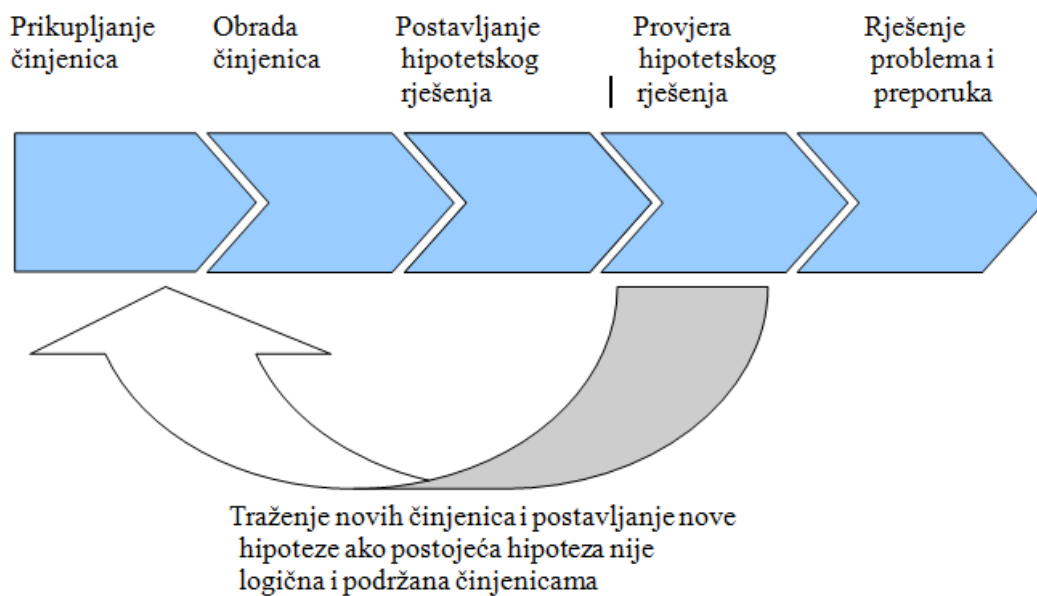 Prikupljanje
činjenica
Obrada
činjenica
Postavljanje
hipotetskog
rješenja
Provjera
hipotetskog
rješenja
Rješenje
problema i
preporuka
Traženje novih činjenica i postavljanje nove
hipoteze ako postojeća hipoteza nije
logična i podržana činjenicama